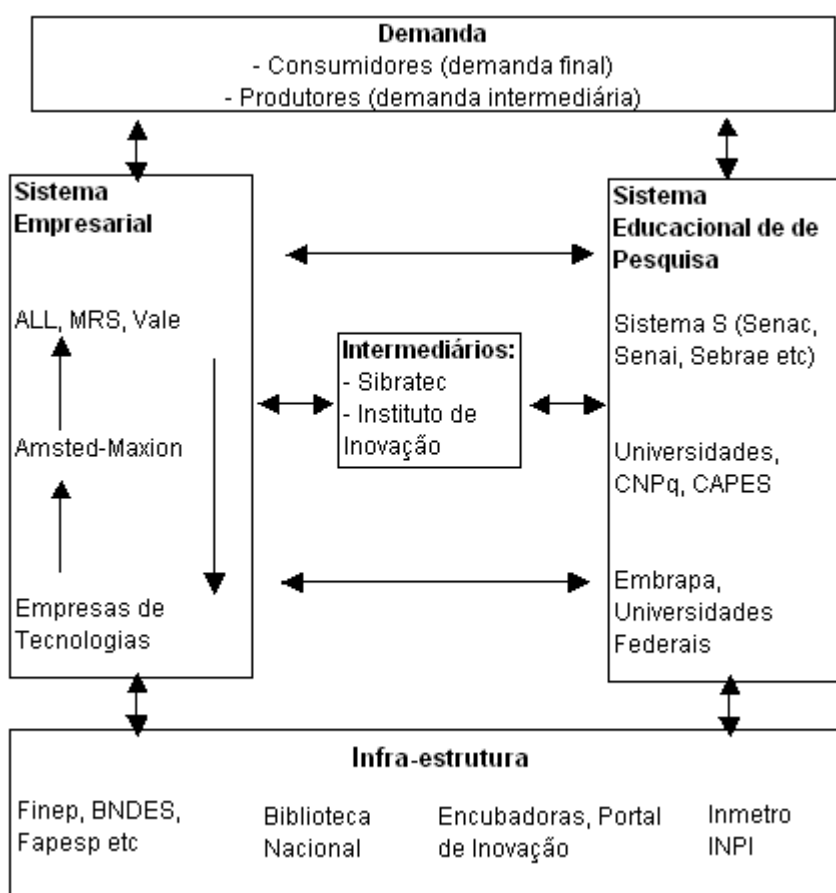 Demanda
- Consumidores (demanda final)
- Produtores (demanda intermediária)
Sistema
Empresarial
ALL, MRS, Vale
Amsted-Maxion
Empresas de
Tecnologias
Intermediários:
- Sibratec
- Instituto de
Inovação
Sistema
Educacional de de
Pesquisa
Sistema S (Senac,
Senai, Sebrae etc)
Universidades,
CNPq, CAPES
Embrapa,
Universidades
Federais
Infra-estrutura
Finep, BNDES,
Fapesp etc
Biblioteca
Nacional
Encubadoras, Portal
de Inovação
Inmetro
INPI